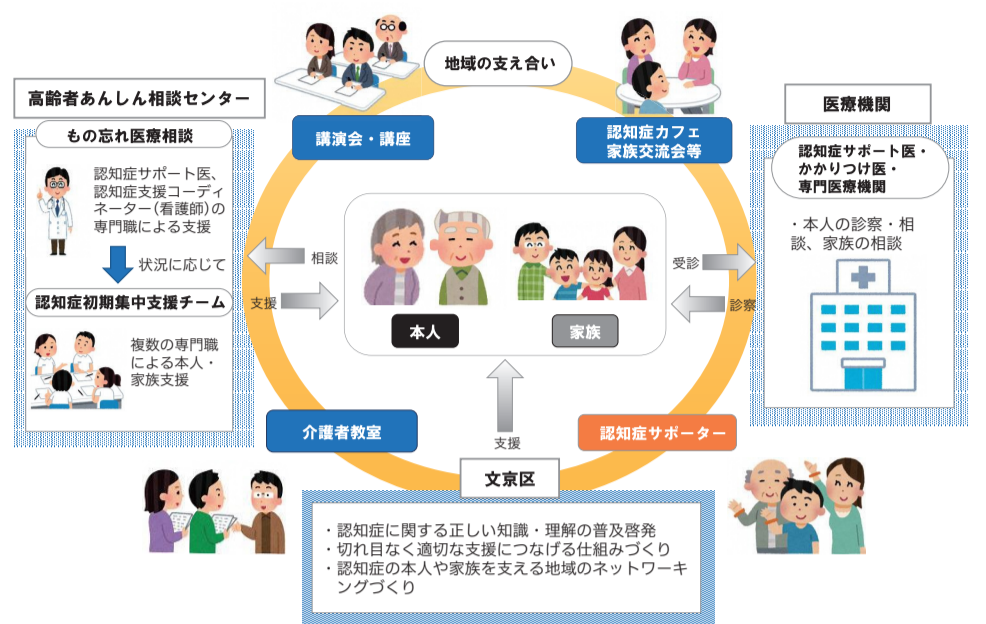 地域の支え合い
高齢者あんしん相談センター
もの忘れ医療相談
認知症サポート医、
認知症支援コーディ
ネーター(看護師)の
専門職による支援
状況に応じて
認知症初期集中支援チーム
複数の専門職
による本人・
家族支援
講演会・講座
認知症カフェ
家族交流会等
医療機関
認知症サポート医・
かかりつけ医・
専門医療機関
・本人の診察・相
談、家族の相談
相談
支援
受診
診察
本人
家族
支援
介護者教室
認知症サポーター
文京区
・認知症に関する正しい知識・理解の普及啓発
・切れ目なく適切な支援につなげる仕組みづくり
・認知症の本人や家族を支える地域のネットワーキ
ングづくり